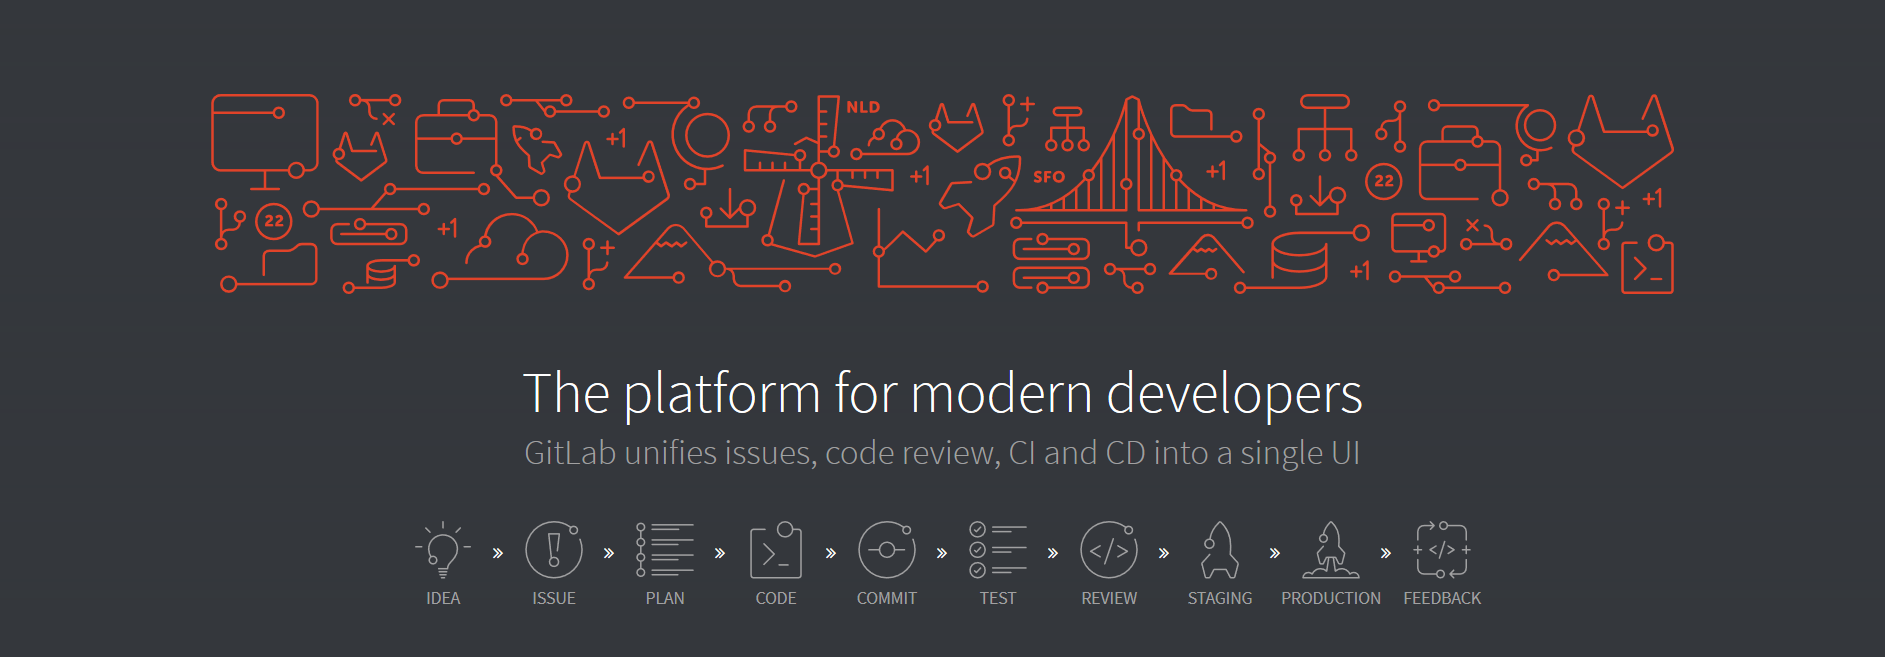 NLD
+1
+1
SFO
+1
22
22
+1
+1
+1
The platform for modern developers
GitLab unifies issues, code review, CI and CD into a single UI
IDEA » ISSUE » PLAN » CODE » COMMIT » TEST » REVIEW » STAGING » PRODUCTION » FEEDBACK